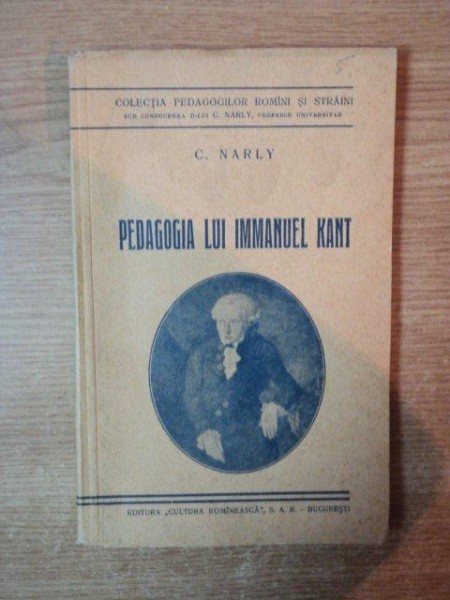 5.
COLECȚIA PEDAGOGILOR ROMÎNI ȘI STRĂINI
SUB CONDUCEREA D-LUI C. NARLY, PROFESOR UNIVERSITAR
C. NARLY
PEDAGOGIA LUI IMMANUEL KANT
EDITURA „CULTURA ROMÎNEASCĂ", S. A. R. – BUCUREȘTI